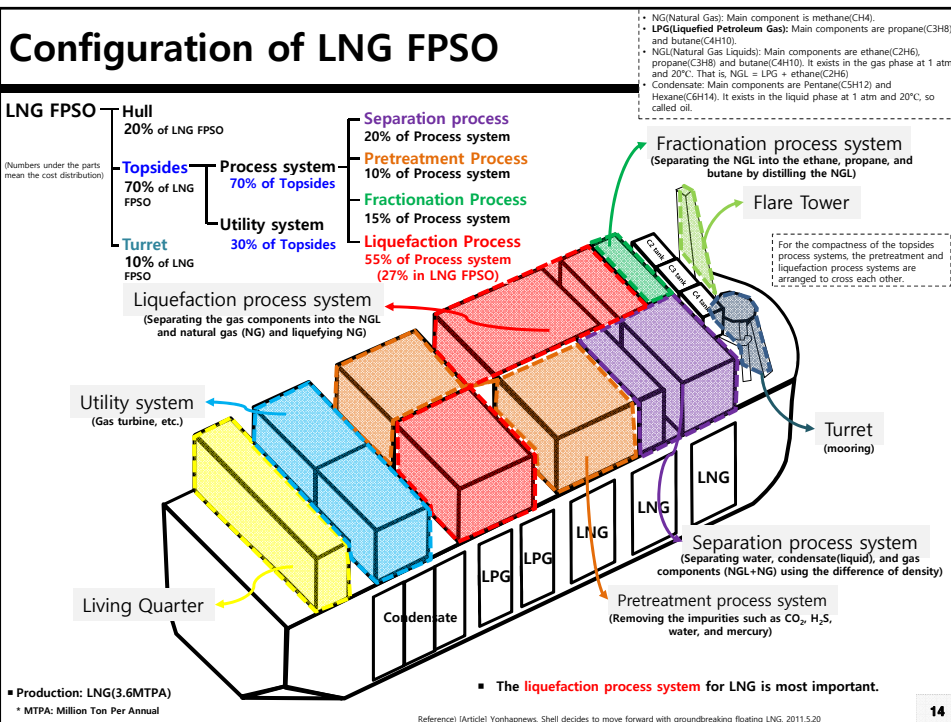 Configuration of LNG FPSO
• NG(Natural Gas): Main component is methane(CH4).
• LPG(Liquefied Petroleum Gas): Main components are propane(C3H8) and butane(C4H10).
• NGL(Natural Gas Liquids): Main components are ethane(C2H6), propane(C3H8) and butane(C4H10). It exists in the gas phase at 1 atm and 20℃. That is, NGL = LPG + ethane(C2H6)
• Condensate: Main components are Pentane(C5H12) and Hexane(C6H14). It exists in the liquid phase at 1 atm and 20℃, so called oil.
LNG FPSO
(Numbers under the parts
mean the cost distribution)
Hull
20% of LNG FPSO
Topsides
70% of LNG
FPSO
Turret
10% of LNG
FPSO
Process system
70% of Topsides
Utility system
30% of Topsides
Separation process
20% of Process system
Pretreatment Process
10% of Process system
Fractionation Process
15% of Process system
Liquefaction Process
55% of Process system
(27% in LNG FPSO)
Fractionation process system
(Separating the NGL into the ethane, propane, and
butane by distilling the NGL)
Flare Tower
For the compactness of the topsides
process systems, the pretreatment and
liquefaction process systems are
arranged to cross each other.
C2 tank
C3 tank
C4 tank
Liquefaction process system
(Separating the gas components into the NGL
and natural gas (NG) and liquefying NG)
Utility system
(Gas turbine, etc.)
Turret
(mooring)
LNG
LNG
LNG
LNG
LPG
LPG
Condensate
Separation process system
(Separating water, condensate(liquid), and gas
components (NGL+NG) using the difference of density)
Living Quarter
Pretreatment process system
(Removing the impurities such as CO₂, H₂S,
water, and mercury)
▪ Production: LNG(3.6MTPA)
* MTPA: Million Ton Per Annual
▪ The liquefaction process system for LNG is most important.
Reference) [Article] Yonhapnews, Shell decides to move forward with groundbreaking floating LNG, 2011.5.20
14